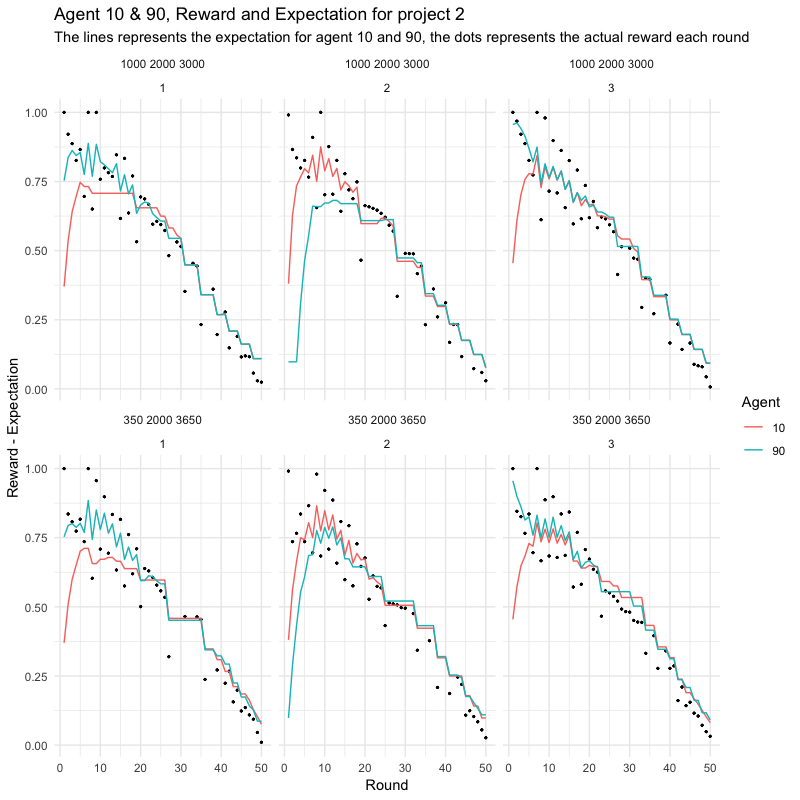 Agent 10 & 90, Reward and Expectation for project 2
The lines represents the expectation for agent 10 and 90, the dots represents the actual reward each round
1000 2000 3000 1000 2000 3000 1000 2000 3000
1 2 3
1.00
0.75
0.50
0.25
0.00
350 2000 3650 350 2000 3650 350 2000 3650
1 2 3
1.00
0.75
0.50
0.25
0.00
0 10 20 30 40 50 0 10 20 30 40 50 0 10 20 30 40 50
Round
Reward - Expectation
Agent
10
90